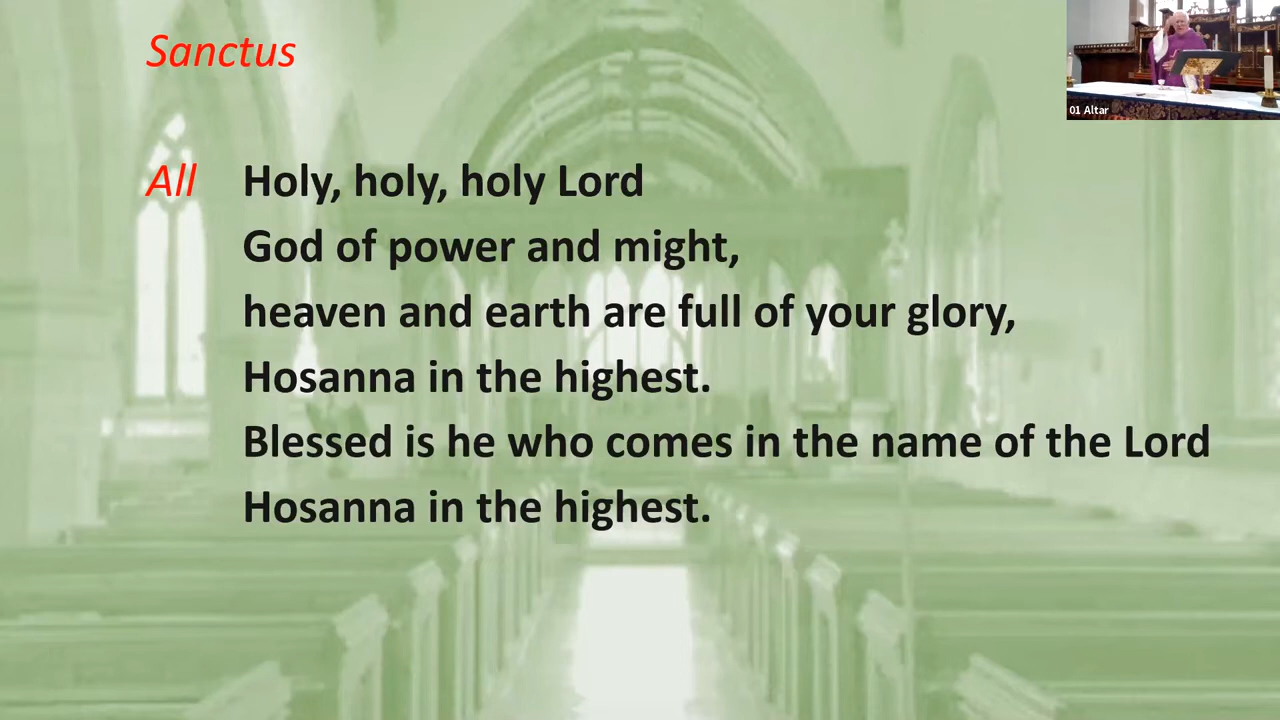 Sanctus
01 Altar
All Holy, holy, holy Lord
God of power and might,
heaven and earth are full of your glory,
Hosanna in the highest.
Blessed is he who comes in the name of the Lord
Hosanna in the highest.